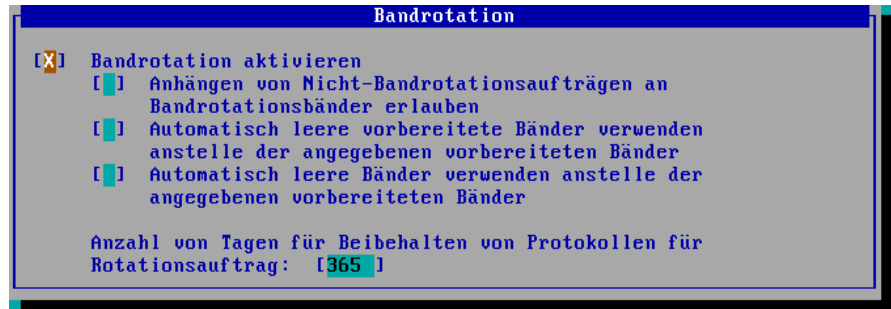 Bandrotation
[X] Bandrotation aktivieren
[ ] Anhängen von Nicht-Bandrotationsaufträgen an
Bandrotationsbänder erlauben
[ ] Automatisch leere vorbereitete Bänder verwenden
anstelle der angegebenen vorbereiteten Bänder
[ ] Automatisch leere Bänder verwenden anstelle der
angegebenen vorbereiteten Bändern
Anzahl von Tagen für Beibehalten von Protokollen für
Rotationsauftrag: [365 ]